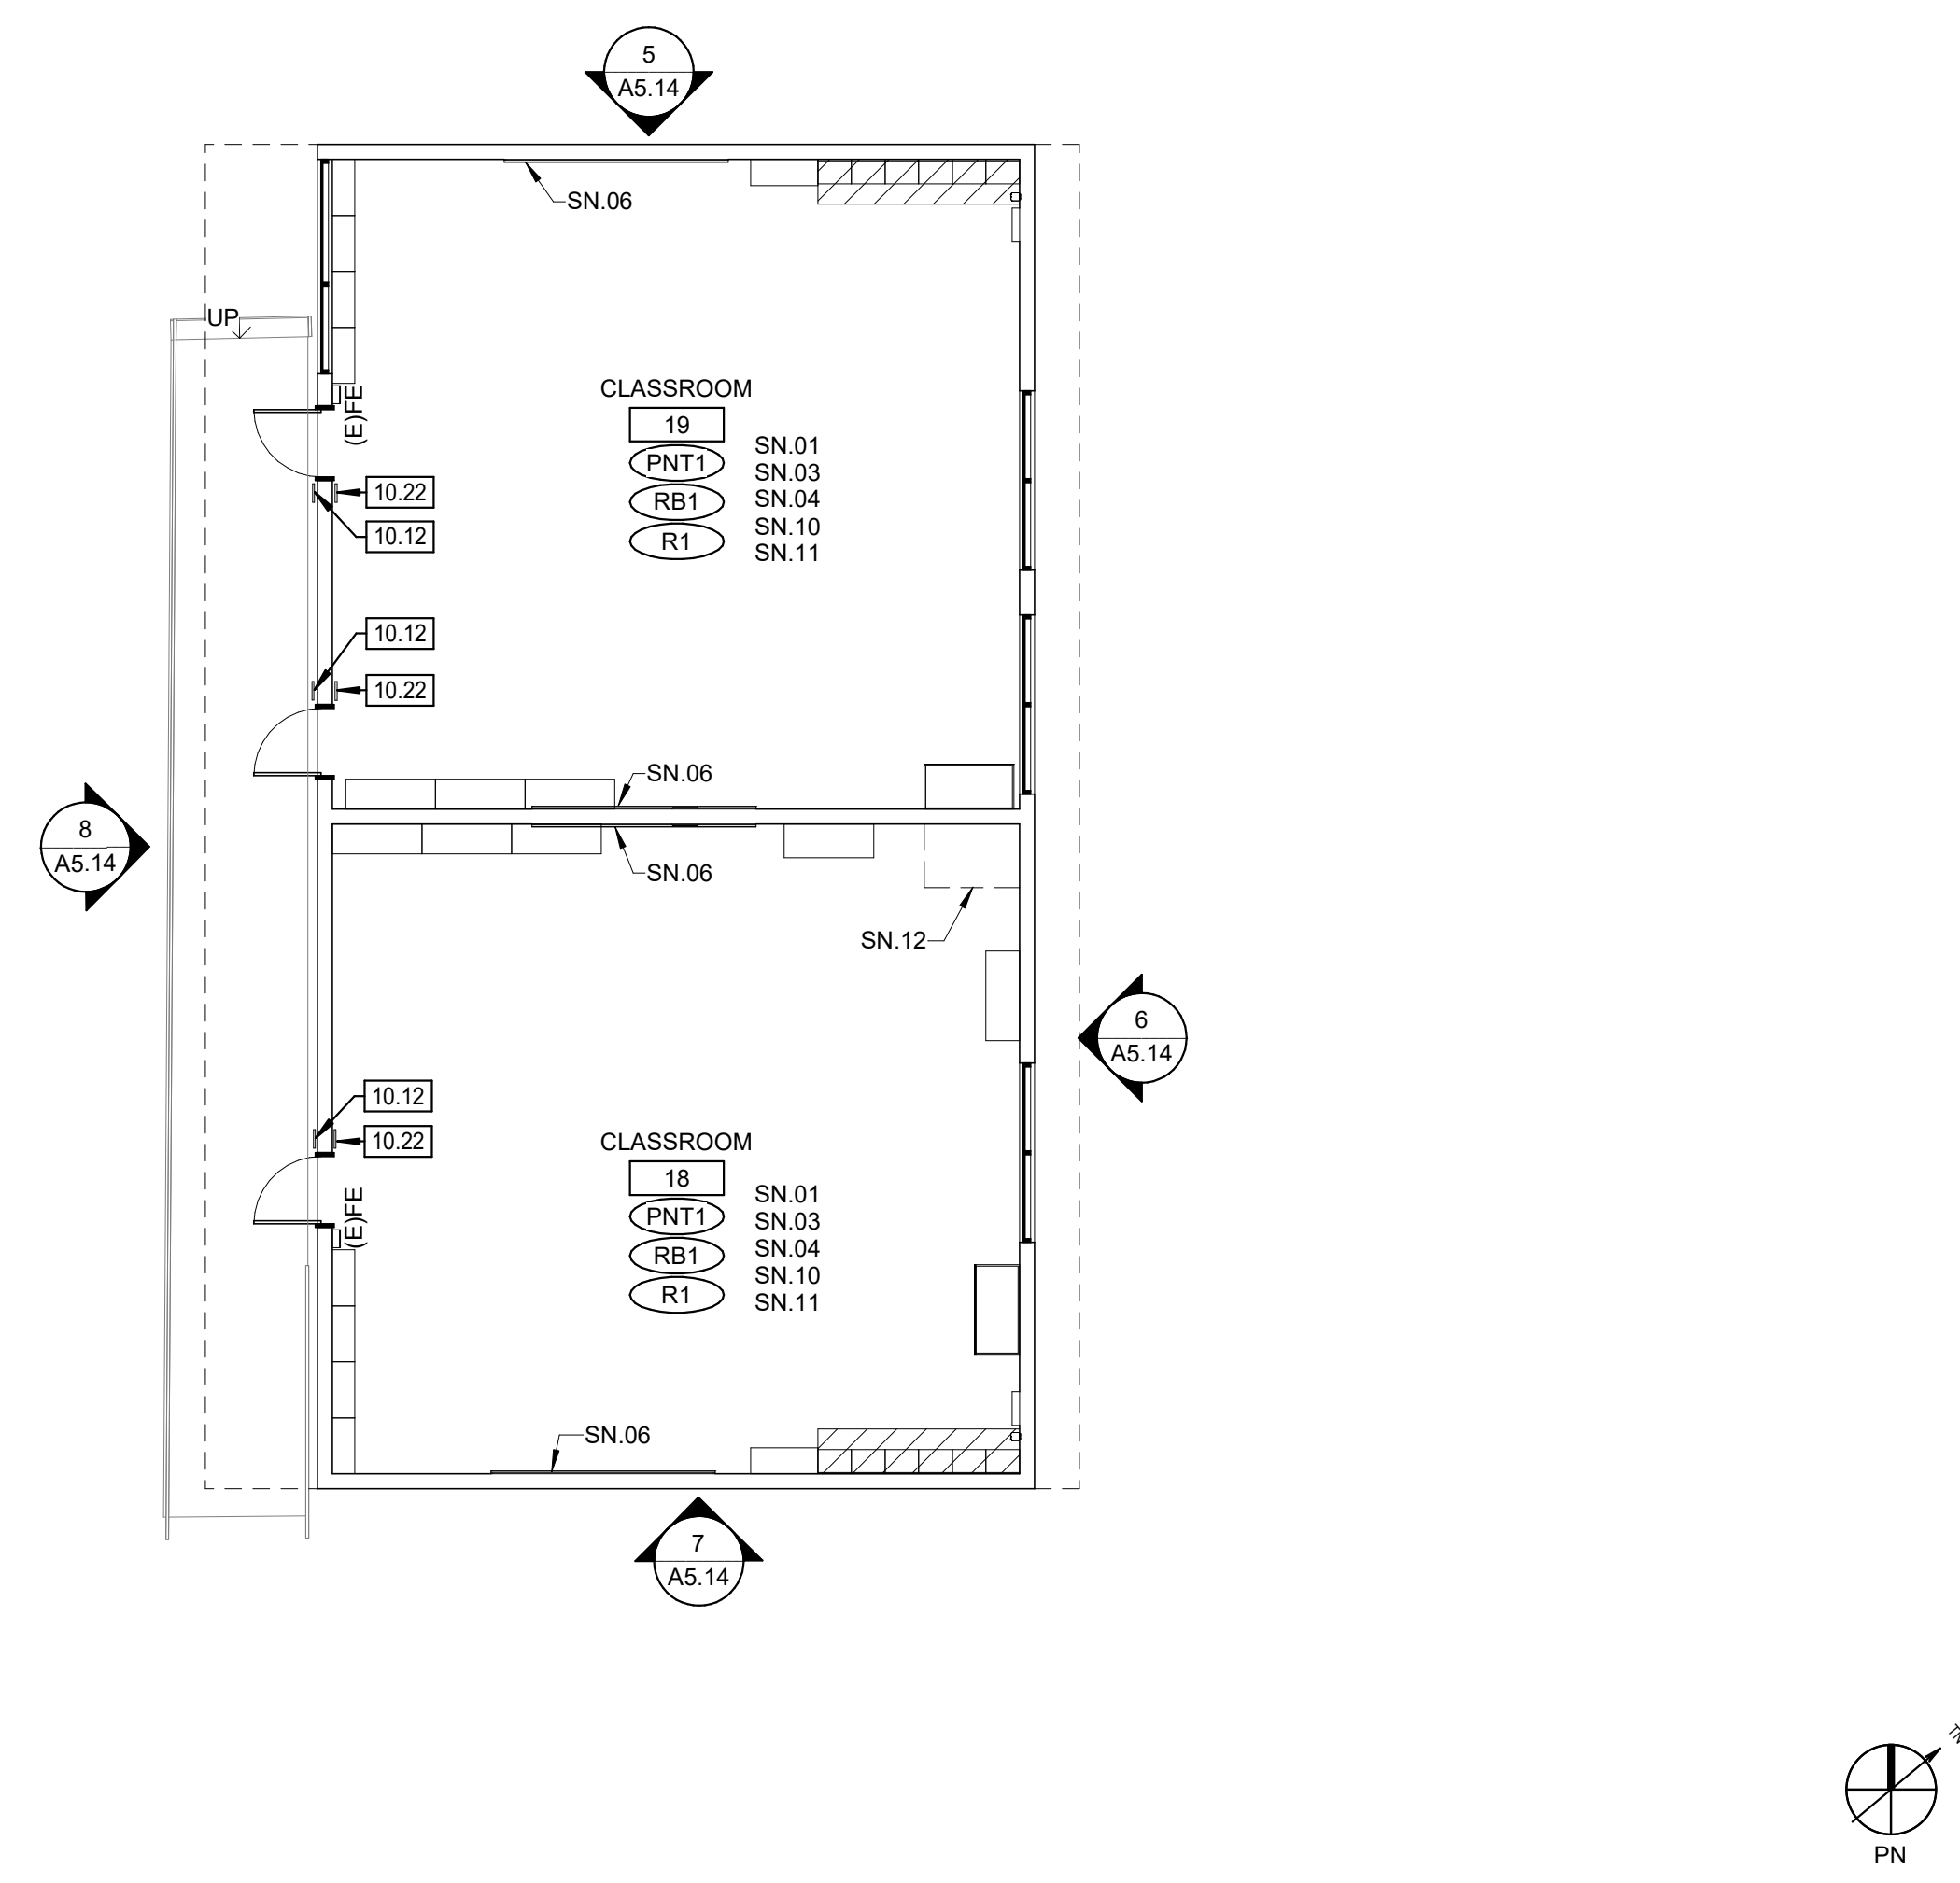 5
A5.14
SN.06
UP
(E)FE
CLASSROOM
19
PNT1
RB1
R1
SN.01
SN.03
SN.04
SN.10
SN.11
10.22
10.12
10.12
10.22
SN.06
8
A5.14
SN.06
SN.12
6
A5.14
10.12
10.22
(E)FE
CLASSROOM
18
PNT1
RB1
R1
SN.01
SN.03
SN.04
SN.10
SN.11
SN.06
7
A5.14
PN